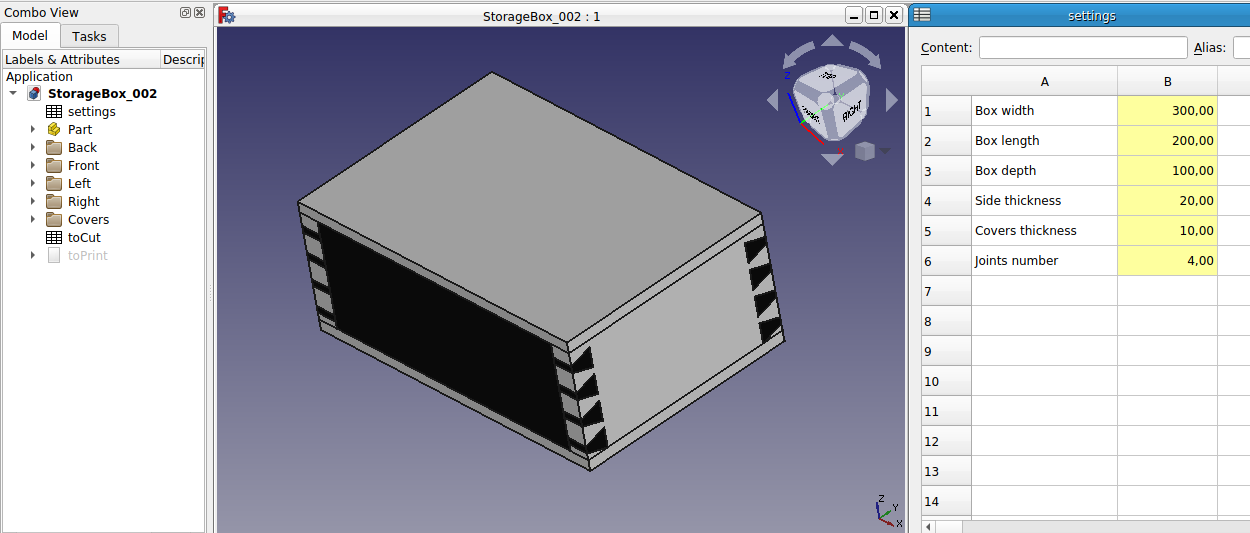 Combo View
Model
Tasks
Labels & Attributes
Descrip
Application
StorageBox_002
settings
Part
Back
Front
Left
Right
Covers
toCut
toPrint
StorageBox_002 : 1
Z
RIGHT
Z
Y
X
settings
Content:
Alias:
A B
1 Box width 300,00
2 Box length 200,00
3 Box depth 100,00
4 Side thickness 20,00
5 Covers thickness 10,00
6 Joints number 4,00
7
8
9
10
11
12
13
14